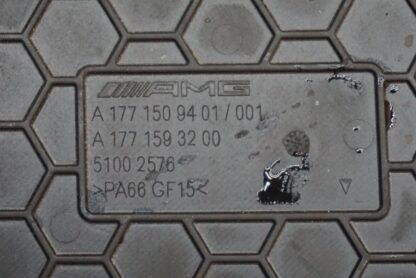 AMG
A 177 150 94 01 / 001
A 177 159 32 00
5100 2576
>PA66 GF15<